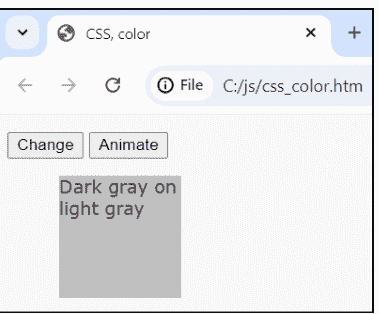 CSS, color
File C:/js/css_color.htm
Change Animate
Dark gray on
light gray